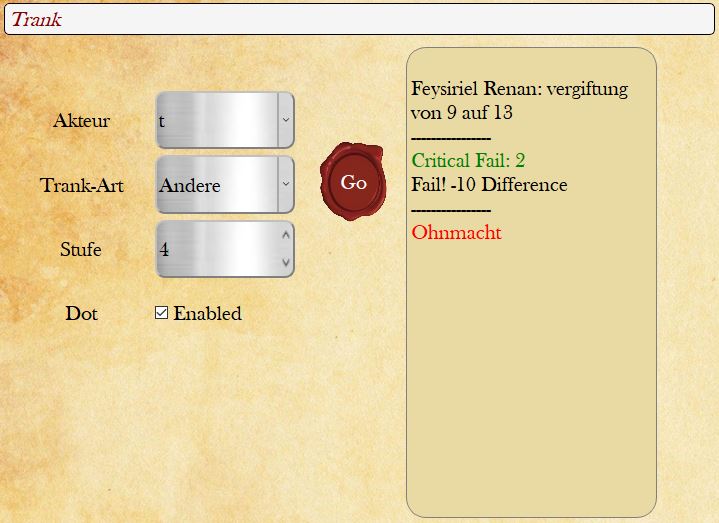 Trank
Akteur
t
Trank-Art
Andere
Stufe
4
Dot
Enabled
Go
Feysiriel Renan: vergiftung
von 9 auf 13
----------------
Critical Fail: 2
Fail! -10 Difference
----------------
Ohnmacht